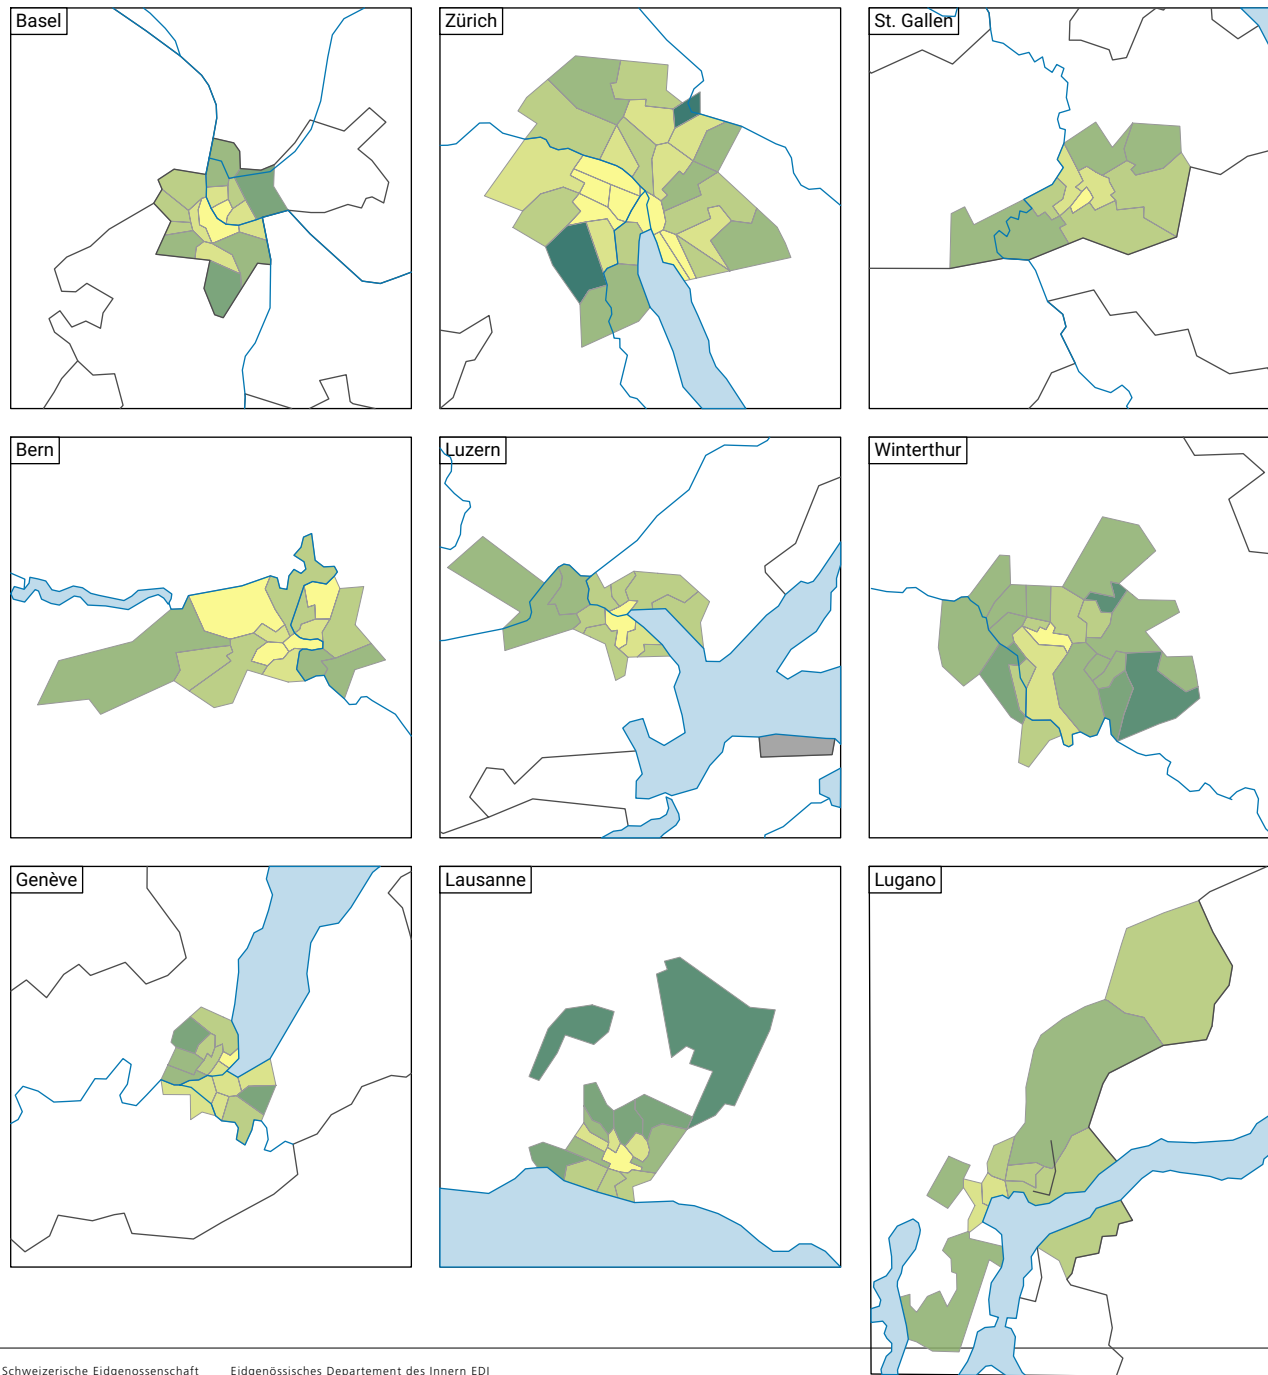 Basel
Zürich
St. Gallen
Bern
Luzern
Winterthur
Genève
Lausanne
Lugano
Schweizerische Eidgenossenschaft Eidgenössisches Departement des Innern EDI